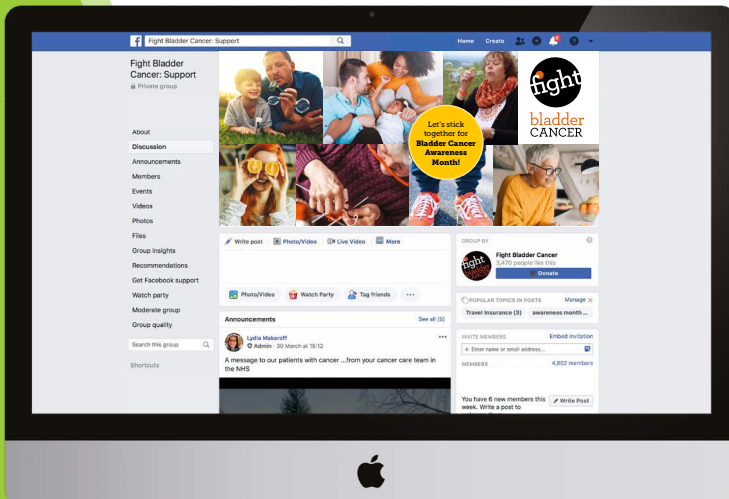 Fight Bladder Cancer: Support
Home Create
Fight Bladder
Cancer: Support
Private group
About
Discussion
Announcements
Members
Events
Videos
Photos
Files
Group insights
Recommendations
Get Facebook support
Watch party
Moderate group
Group quality
Search this group
Shortcuts
Let's stick
together for
Bladder Cancer
Awareness
Month!
fight
bladder
CANCER
Write post Photo/Video Live Video More
Photo/Video Watch Party Tag friends
Announcements See all (5)
Lydia Makaroff
Admin · 30 March at 15:12
A message to our patients with cancer ...from your cancer care team in
the NHS
GROUP BY
fight
bladder
CANCER
Fight Bladder Cancer
3,470 people like this
Donate
POPULAR TOPICS IN POSTS Manage
Travel Insurance (3) awareness month ...
INVITE MEMBERS Embed invitation
+ Enter name or email address...
MEMBERS 4,802 members
You have 6 new members this
week. Write a post to
Write Post